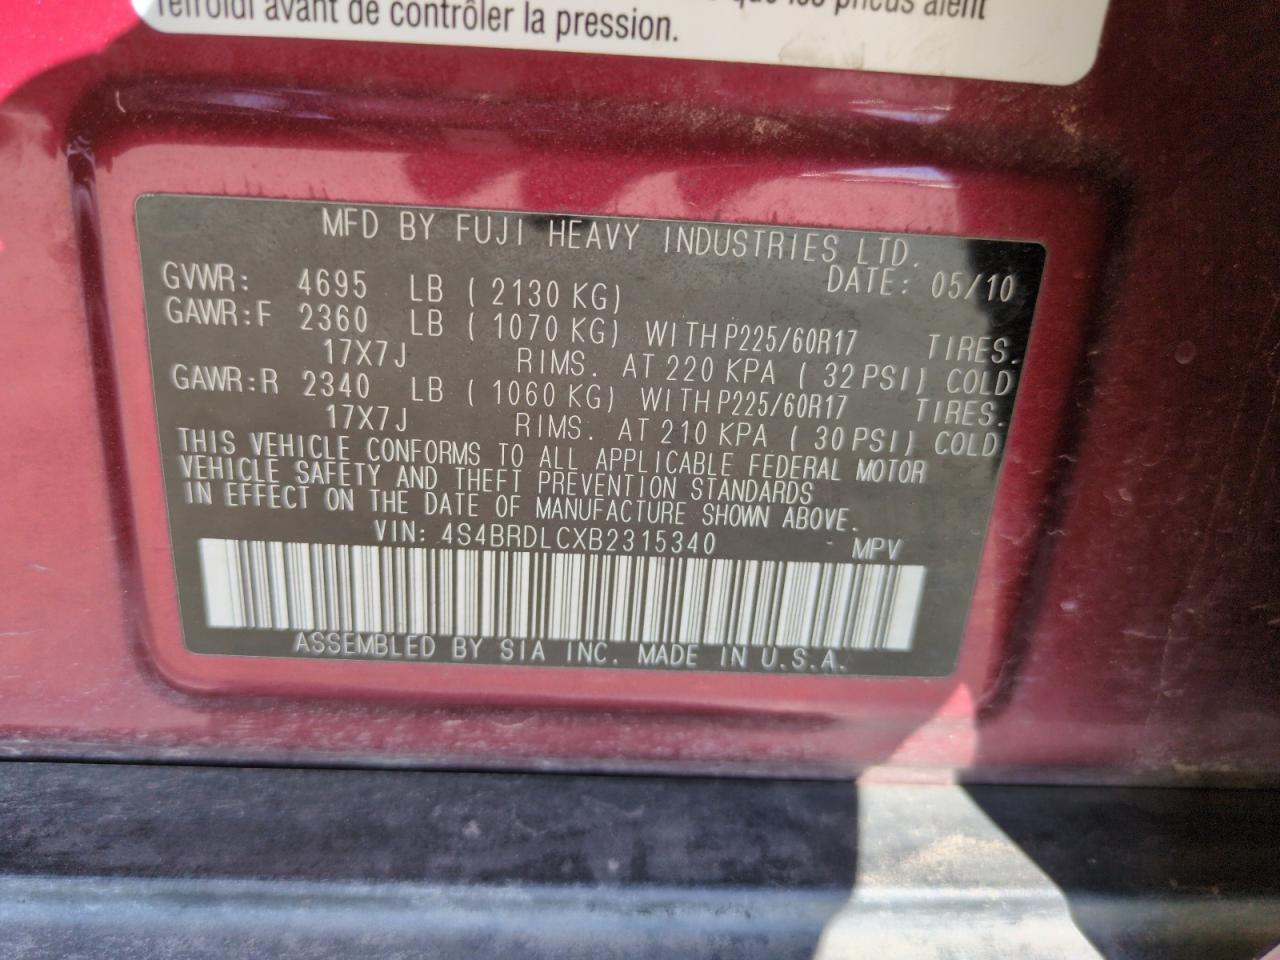 refroidi avant de contrôler la pression.
que les pneus aient
MFD BY FUJI HEAVY INDUSTRIES LTD.
DATE: 05/10
GVWR: 4695 LB ( 2130 KG)
GAWR:F 2360 LB ( 1070 KG) WITH P225/60R17 TIRES.
17X7J RIMS. AT 220 KPA ( 32 PSI) COLD
GAWR:R 2340 LB ( 1060 KG) WITH P225/60R17 TIRES.
17X7J RIMS. AT 210 KPA ( 30 PSI) COLD
THIS VEHICLE CONFORMS TO ALL APPLICABLE FEDERAL MOTOR
VEHICLE SAFETY AND THEFT PREVENTION STANDARDS
IN EFFECT ON THE DATE OF MANUFACTURE SHOWN ABOVE.
VIN: 4S4BRDLCXB2315340 MPV
ASSEMBLED BY SIA INC. MADE IN U.S.A.